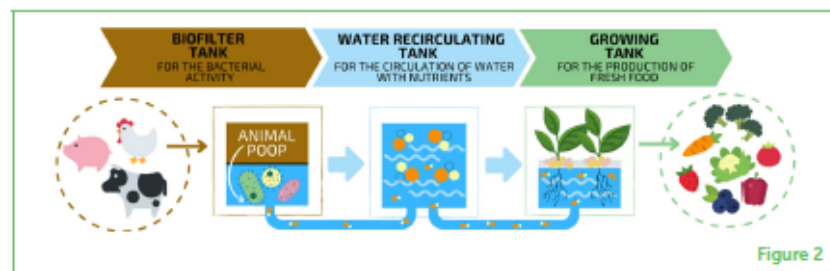 BIOFILTER
TANK
FOR THE BACTERIAL
ACTIVITY
WATER RECIRCULATING
TANK
FOR THE CIRCULATION OF WATER
WITH NUTRIENTS
GROWING
TANK
FOR THE PRODUCTION OF
FRESH FOOD
ANIMAL
POOP
Figure 2